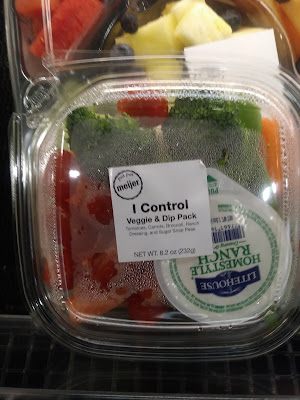 meijer
I Control
Veggie & Dip Pack
Tomatoes, Carrots, Broccoli, Ranch
Dressing, and Sugar Snap Peas
NET WT. 8.2 oz (232g)
LITEHOUSE
HOMESTYLE
RANCH